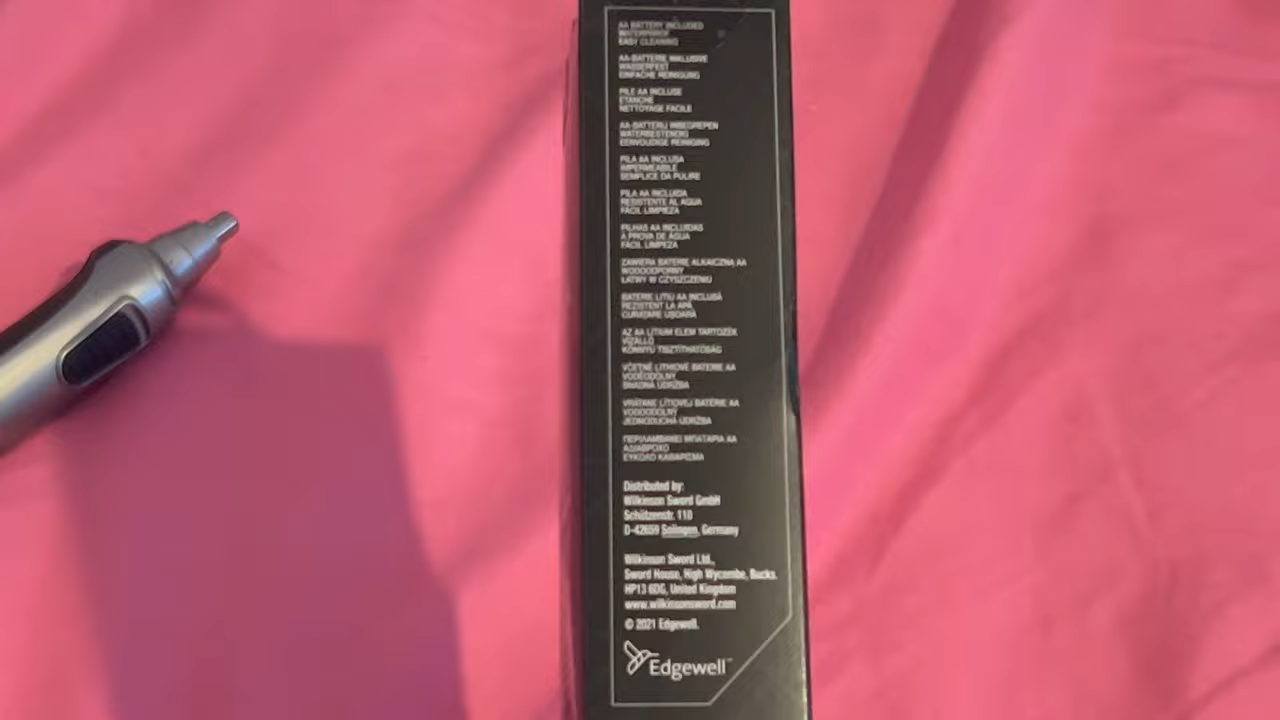 AA BATTERY INCLUDED
WATERPROOF
EASY CLEANING
AA-BATTERIE INKLUSIVE
WASSERFEST
EINFACHE REINIGUNG
PILE AA INCLUSE
ETANCHE
NETTOYAGE FACILE
AA-BATTERIJ INBEGREPEN
WATERBESTENDIG
EENVOUDIGE REINIGING
PILA AA INCLUSA
IMPERMEABILE
SEMPLICE DA PULIRE
PILA AA INCLUIDA
RESISTENTE AL AGUA
FÁCIL LIMPIEZA
PILHAS AA INCLUÍDAS
À PROVA DE ÁGUA
FÁCIL LIMPEZA
ZAWIERA BATERIE ALKAICZNĄ AA
WODOODPORNY
ŁATWY W CZYSZCZENIU
BATERIE LITIU AA INCLUSĂ
REZISTENT LA APĂ
CURĂȚARE UȘOARĂ
AZ AA LÍTIUM ELEM TARTOZÉK
VÍZÁLLÓ
KÖNNYŰ TISZTÍTHATÓSÁG
VČETNĚ LITHIOVÉ BATERIE AA
VODĚODOLNÝ
SNADNÁ ÚDRŽBA
VRÁTANE LÍTIOVEJ BATÉRIE AA
VODOODOLNÝ
JEDNODUCHÁ ÚDRŽBA
ΠΕΡΙΛΑΜΒΑΝΕΙ ΜΠΑΤΑΡΙΑ AA
ΑΔΙΑΒΡΟΧΟ
ΕΥΚΟΛΟ ΚΑΘΑΡΙΣΜΑ
Distributed by:
Wilkinson Sword GmbH
Schützenstr. 110
D-42659 Solingen, Germany
Wilkinson Sword Ltd.,
Sword House, High Wycombe, Bucks.
HP13 6DG, United Kingdom
www.wilkinsonsword.com
© 2021 Edgewell.
Edgewell™